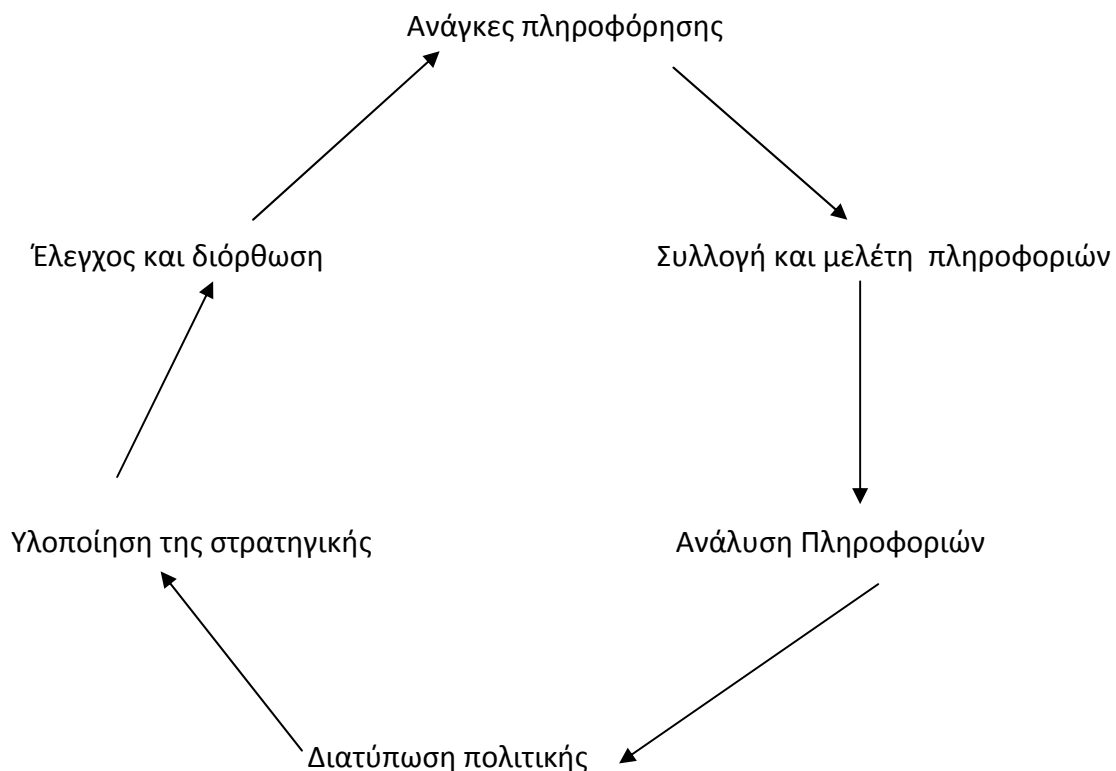 Ανάγκες πληροφόρησης
Έλεγχος και διόρθωση
Συλλογή και μελέτη  πληροφοριών
Υλοποίηση της στρατηγικής
Ανάλυση Πληροφοριών
Διατύπωση πολιτικής